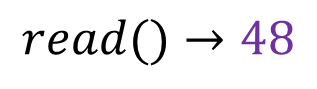 read() → 48